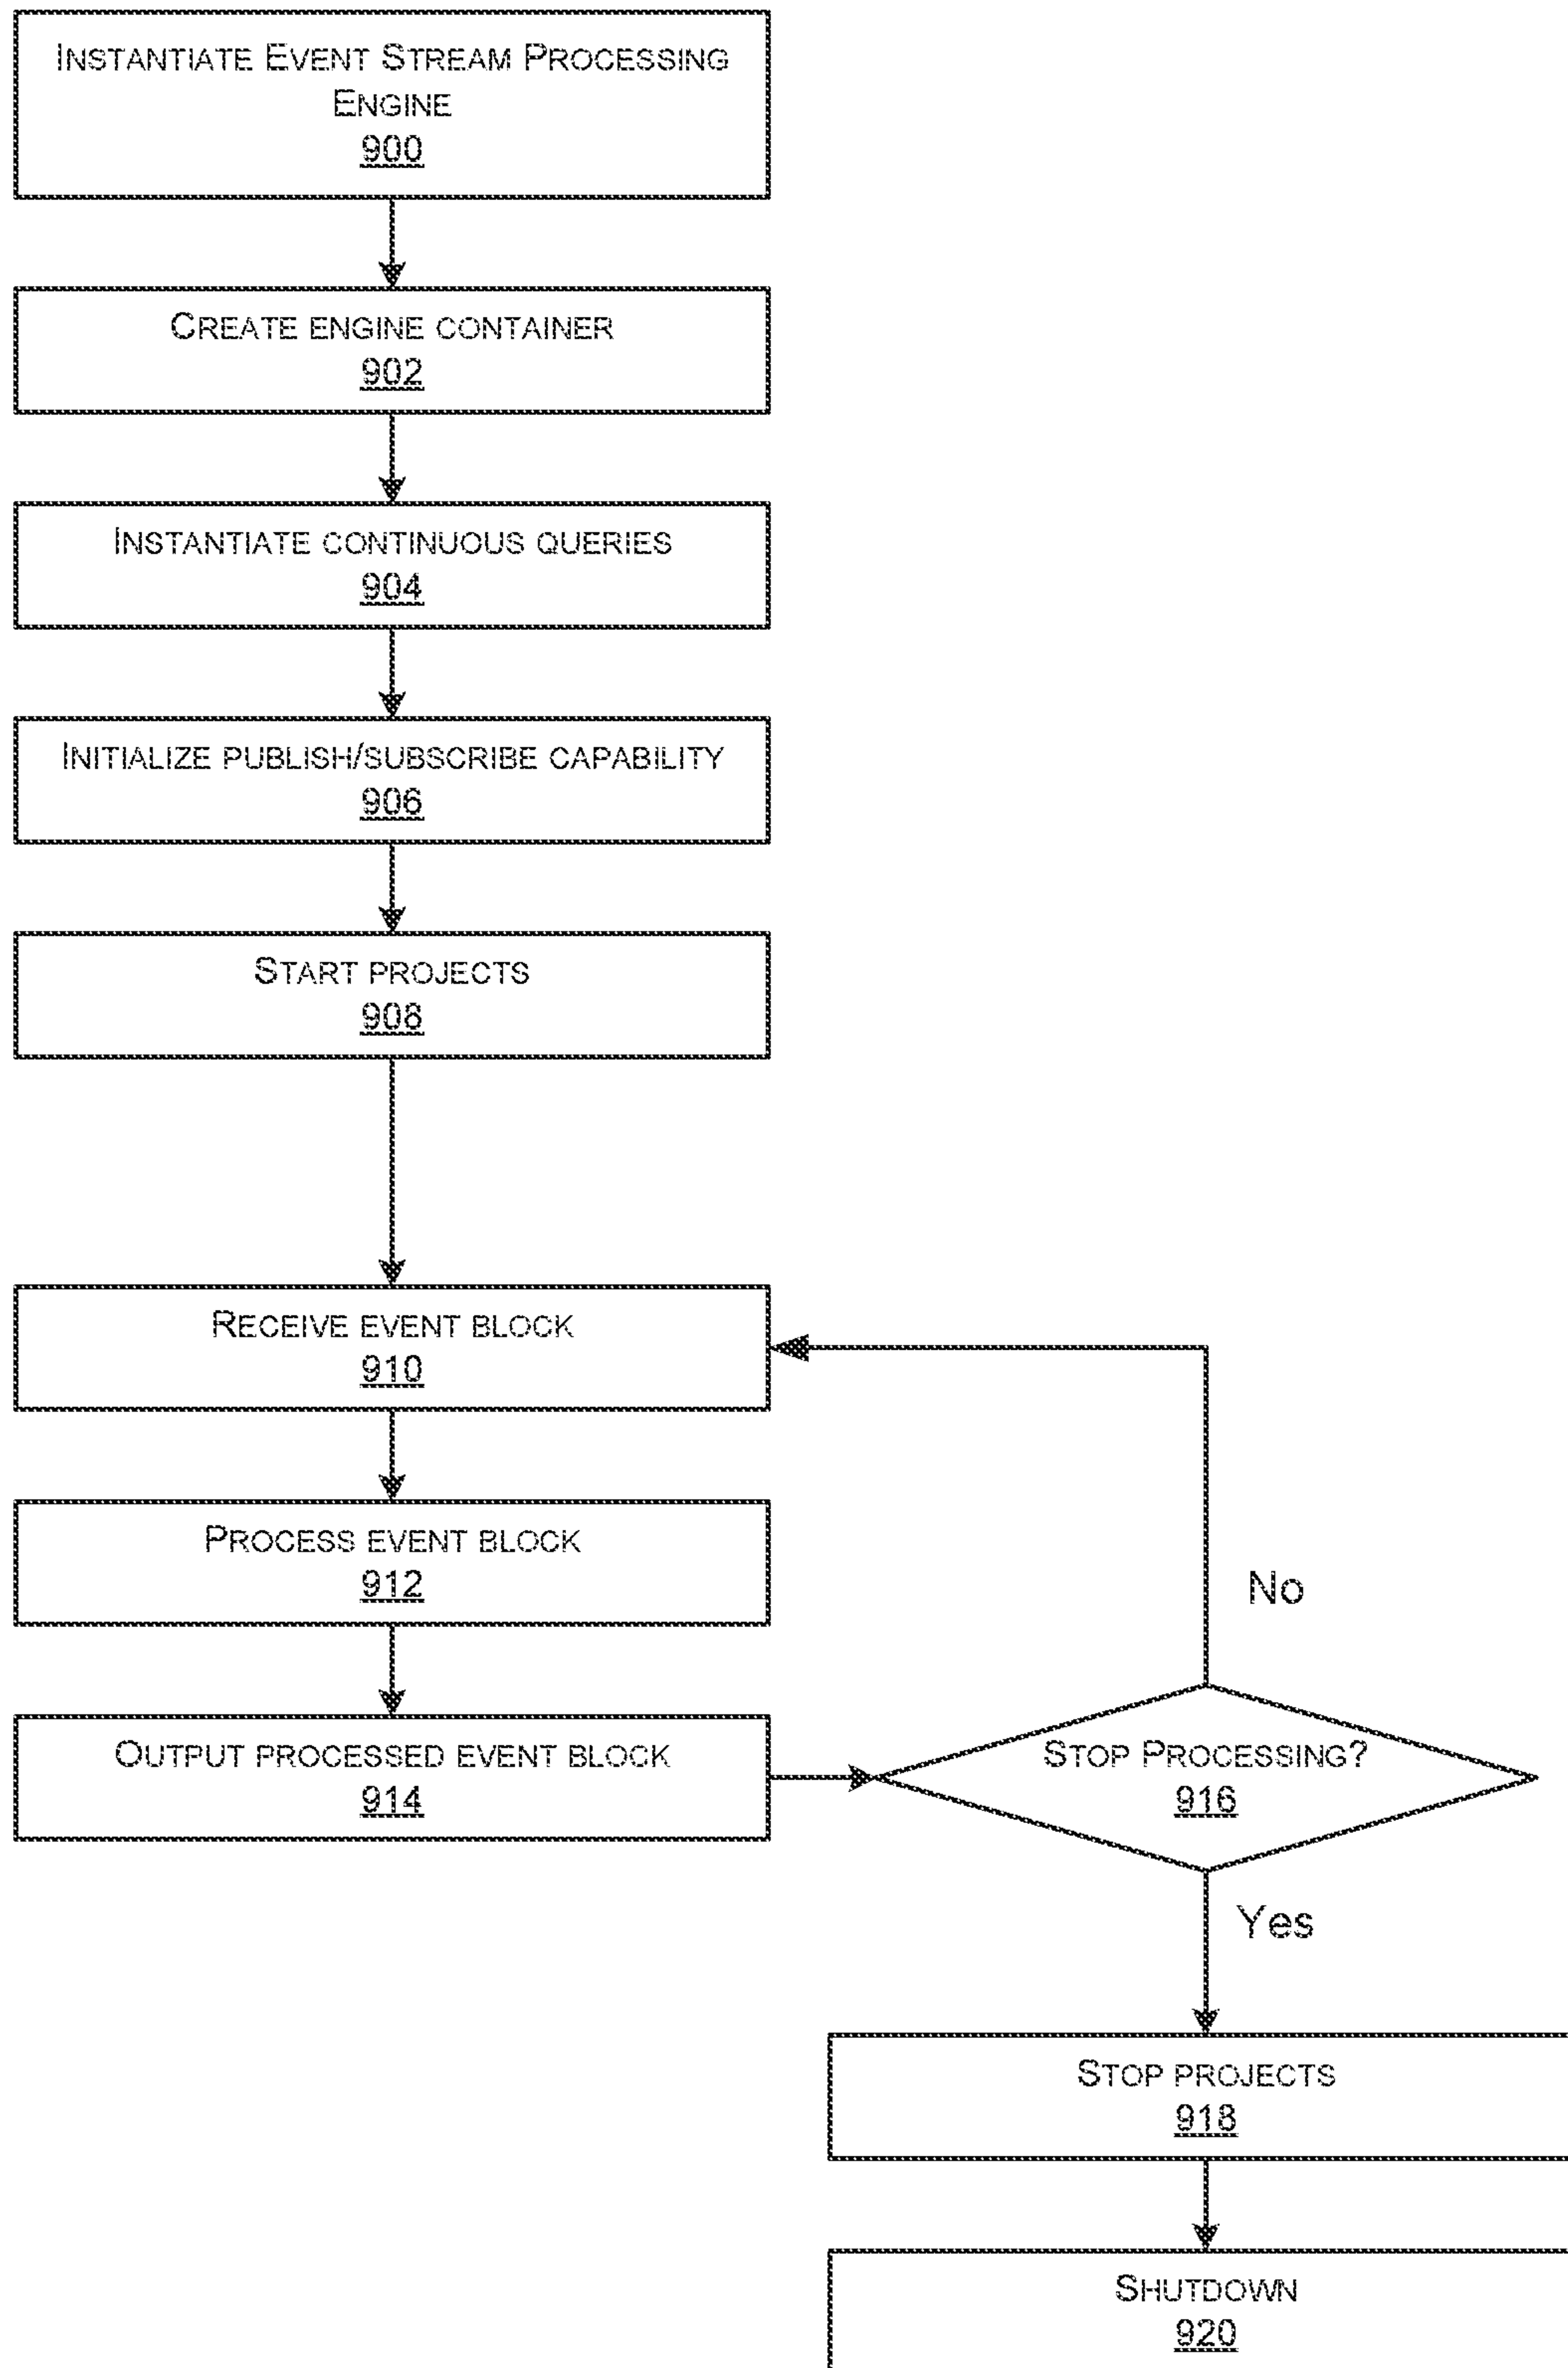 INSTANTIATE EVENT STREAM PROCESSING
ENGINE
900
CREATE ENGINE CONTAINER
902
INSTANTIATE CONTINUOUS QUERIES
904
INITIALIZE PUBLISH/SUBSCRIBE CAPABILITY
906
START PROJECTS
908
RECEIVE EVENT BLOCK
910
PROCESS EVENT BLOCK
912
OUTPUT PROCESSED EVENT BLOCK
914
No
STOP PROCESSING?
916
Yes
STOP PROJECTS
918
SHUTDOWN
920